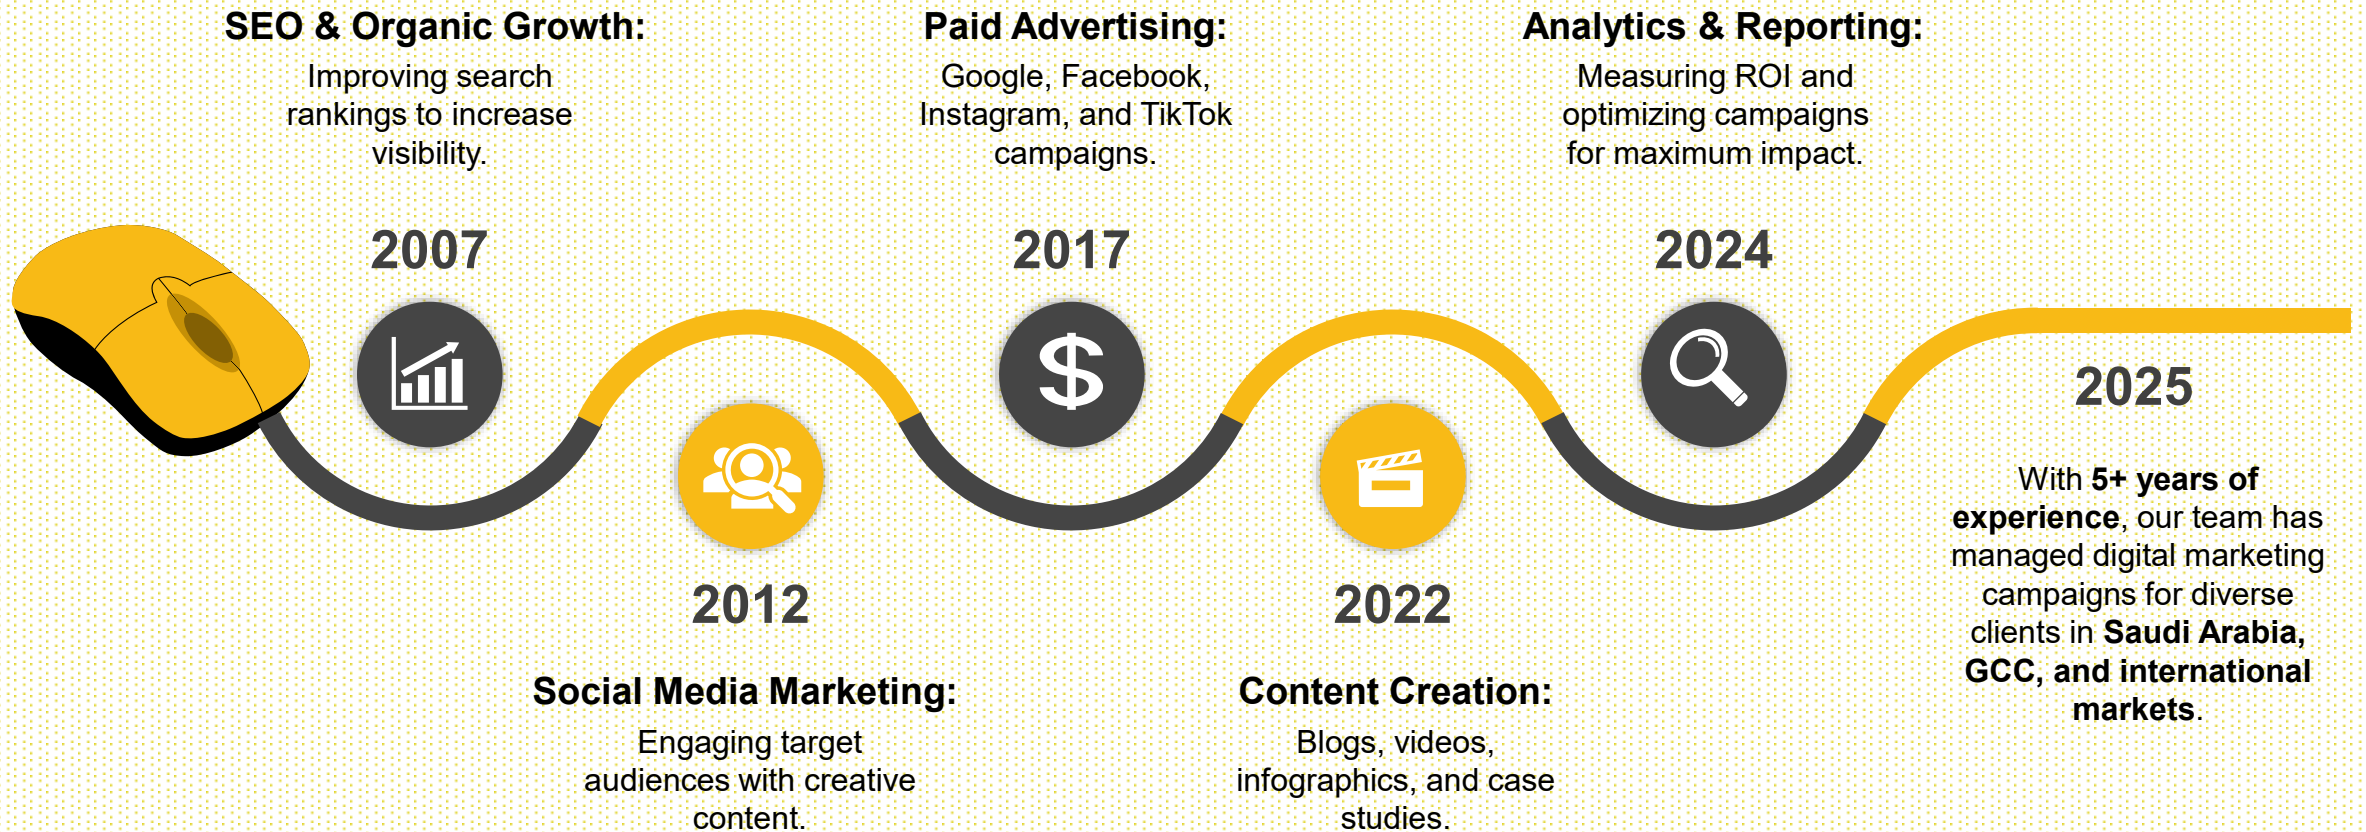 SEO & Organic Growth:
Improving search
rankings to increase
visibility.
2007
2012
Social Media Marketing:
Engaging target
audiences with creative
content.
Paid Advertising:
Google, Facebook,
Instagram, and TikTok
campaigns.
2017
2022
Content Creation:
Blogs, videos,
infographics, and case
studies.
Analytics & Reporting:
Measuring ROI and
optimizing campaigns
for maximum impact.
2024
2025
With 5+ years of
experience, our team has
managed digital marketing
campaigns for diverse
clients in Saudi Arabia,
GCC, and international
markets.